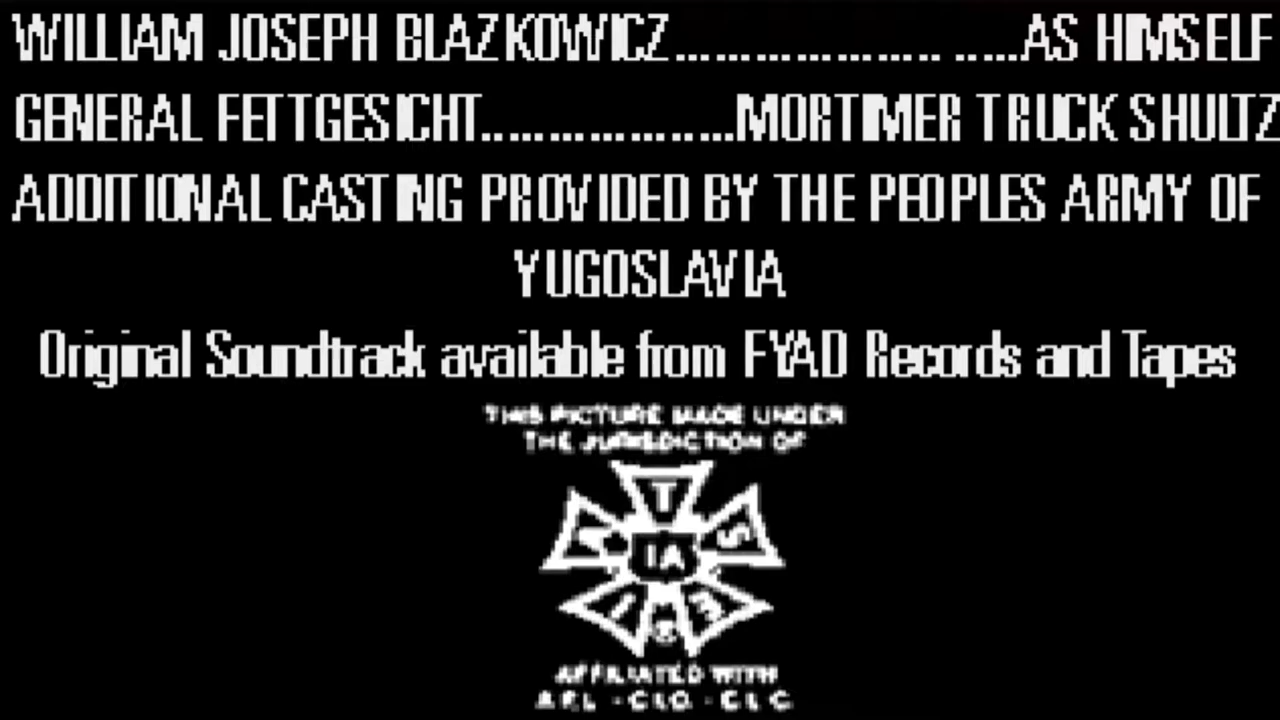 WILLIAM JOSEPH BLAZKOWICZ.................. .....AS HIMSELF
GENERAL FETTGESICHT..................MORTIMER TRUCK SHULTZ
ADDITIONAL CASTING PROVIDED BY THE PEOPLES ARMY OF
YUGOSLAVIA
Original Soundtrack available from FYAD Records and Tapes
THIS PICTURE MADE UNDER
THE JURISDICTION OF
T
S
IA
I
E
AFFILIATED WITH